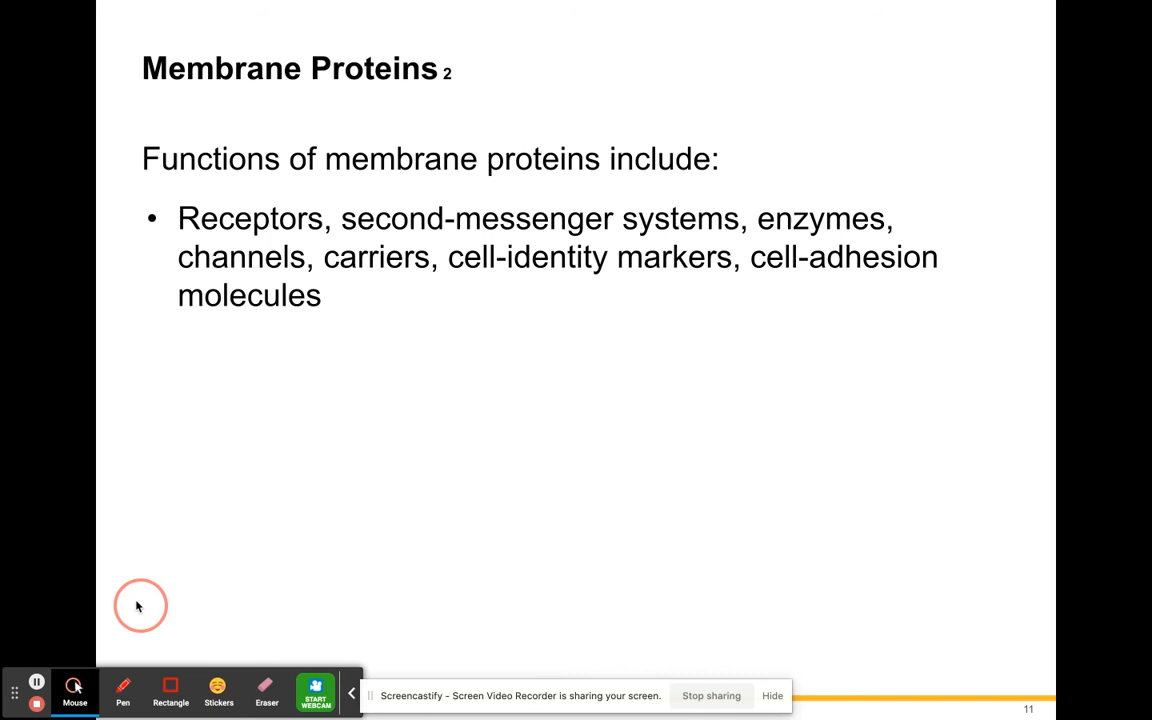 Membrane Proteins 2
Functions of membrane proteins include:
• Receptors, second-messenger systems, enzymes,
channels, carriers, cell-identity markers, cell-adhesion
molecules
Mouse
Pen
Rectangle
Stickers
Eraser
START
WEBCAM
Screencastify - Screen Video Recorder is sharing your screen.
Stop sharing
Hide
11